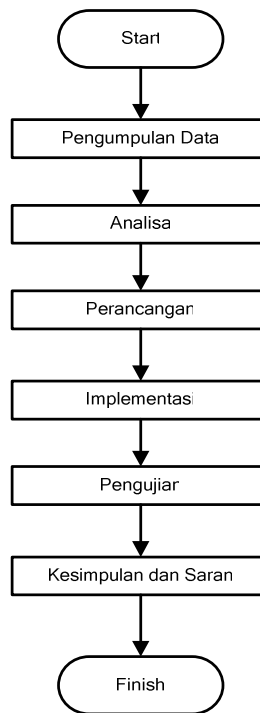 Start
Pengumpulan Data
Analisa
Perancangan
Implementasi
Pengujian
Kesimpulan dan Saran
Finish